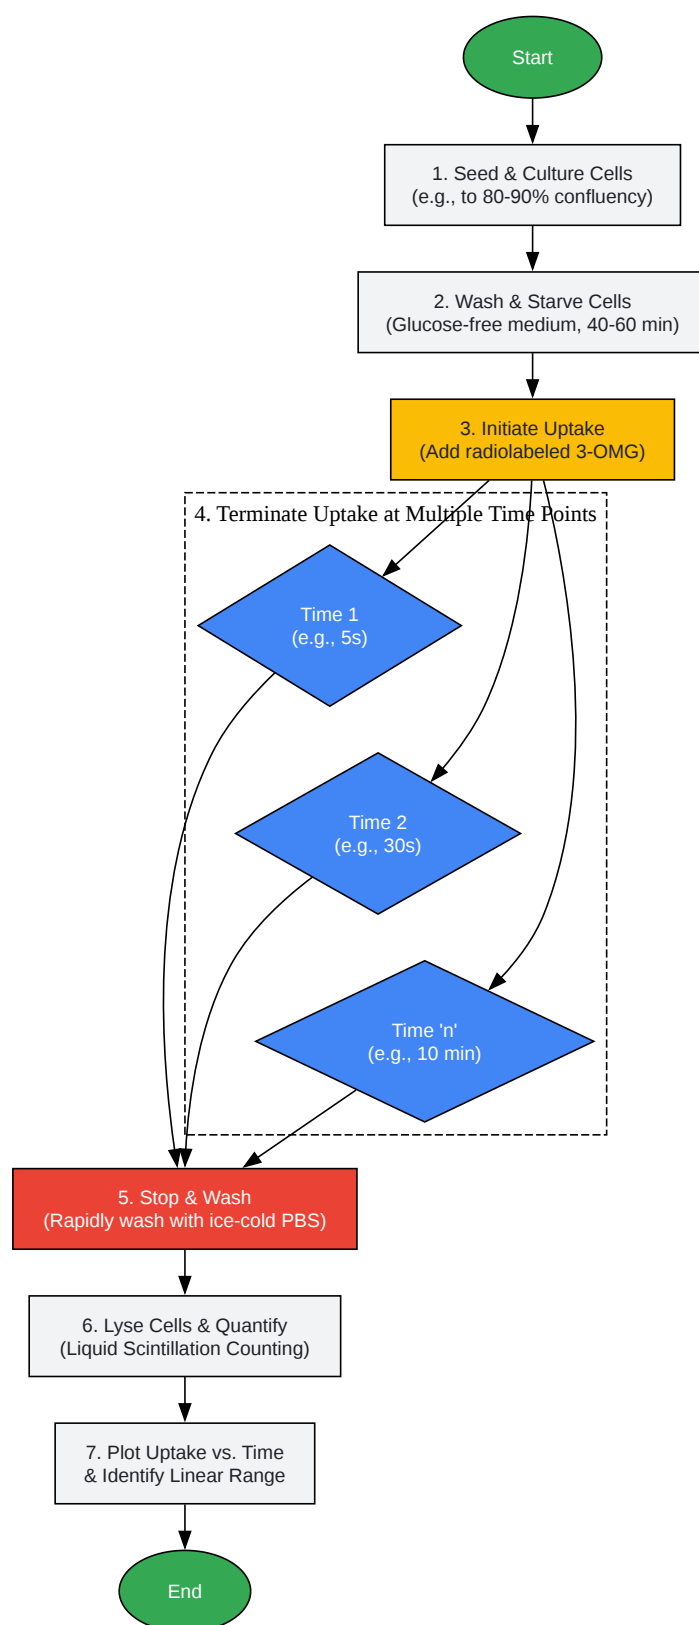 Start
1. Seed & Culture Cells
(e.g., to 80-90% confluency)
2. Wash & Starve Cells
(Glucose-free medium, 40-60 min)
3. Initiate Uptake
(Add radiolabeled 3-OMG)
4. Terminate Uptake at Multiple Time Points
Time 1
(e.g., 5s)
Time 2
(e.g., 30s)
Time 'n'
(e.g., 10 min)
5. Stop & Wash
(Rapidly wash with ice-cold PBS)
6. Lyse Cells & Quantify
(Liquid Scintillation Counting)
7. Plot Uptake vs. Time
& Identify Linear Range
End